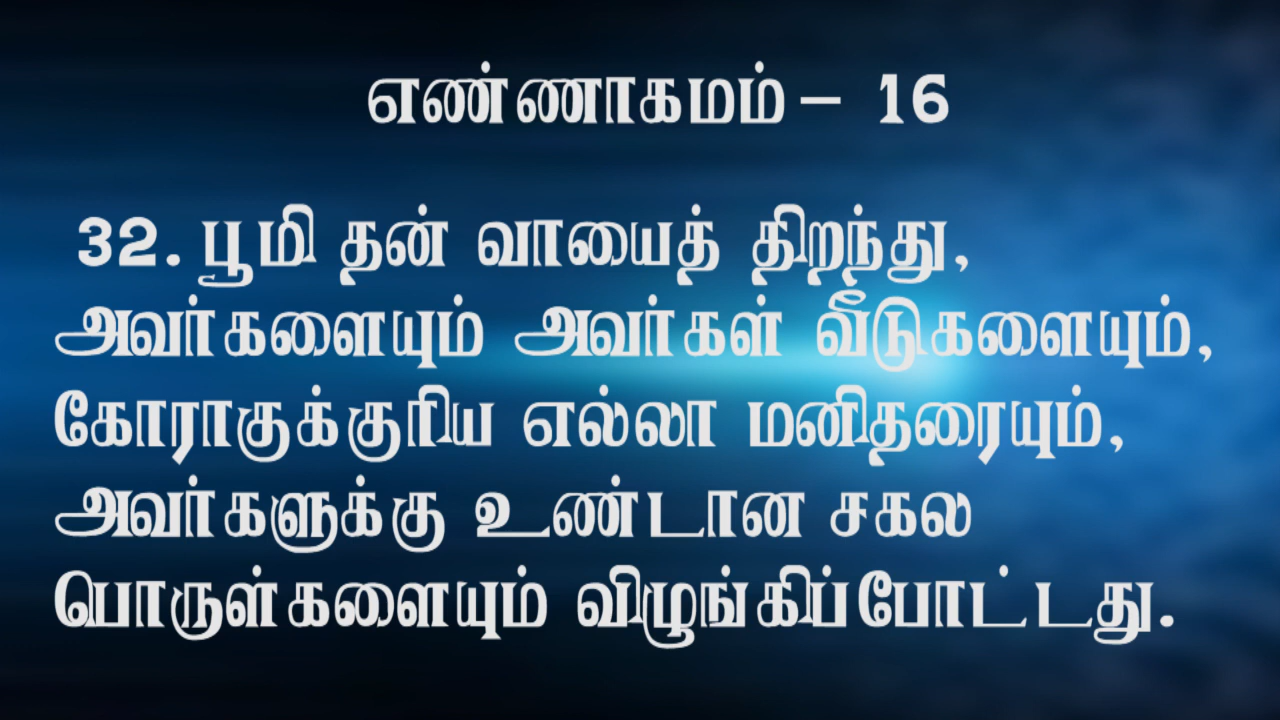 எண்ணாகமம் – 16
32. பூமி தன் வாயைத் திறந்து,
அவர்களையும் அவர்கள் வீடுகளையும்,
கோராகுக்குரிய எல்லா மனிதரையும்,
அவர்களுக்கு உண்டான சகல
பொருள்களையும் விழுங்கிப்போட்டது.